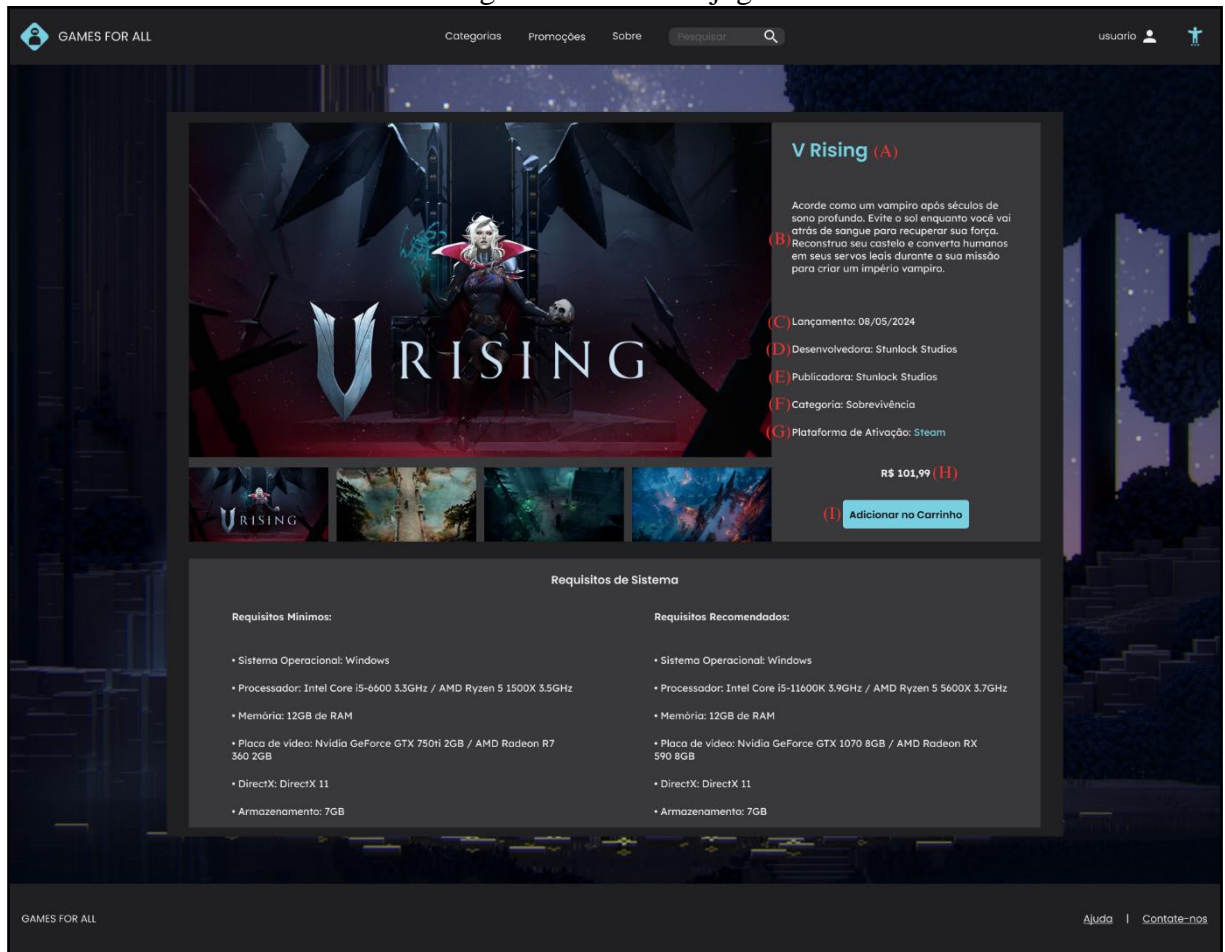 GAMES FOR ALL
Categorias
Promoções
Sobre
Pesquisar
usuario
V RISING
V RISING
V Rising (A)
Acorde como um vampiro após séculos de
sono profundo. Evite o sol enquanto você vai
atrás de sangue para recuperar sua força.
(B) Reconstrua seu castelo e converta humanos
em seus servos leais durante a sua missão
para criar um império vampiro.
(C) Lançamento: 08/05/2024
(D) Desenvolvedora: Stunlock Studios
(E) Publicadora: Stunlock Studios
(F) Categoria: Sobrevivência
(G) Plataforma de Ativação: Steam
R$ 101,99 (H)
(I) Adicionar no Carrinho
Requisitos de Sistema
Requisitos Mínimos:
• Sistema Operacional: Windows
• Processador: Intel Core i5-6600 3.3GHz / AMD Ryzen 5 1500X 3.5GHz
• Memória: 12GB de RAM
• Placa de vídeo: Nvidia GeForce GTX 750ti 2GB / AMD Radeon R7
360 2GB
• DirectX: DirectX 11
• Armazenamento: 7GB
Requisitos Recomendados:
• Sistema Operacional: Windows
• Processador: Intel Core i5-11600K 3.9GHz / AMD Ryzen 5 5600X 3.7GHz
• Memória: 12GB de RAM
• Placa de vídeo: Nvidia GeForce GTX 1070 8GB / AMD Radeon RX
590 8GB
• DirectX: DirectX 11
• Armazenamento: 7GB
GAMES FOR ALL
Ajuda | Contate-nos